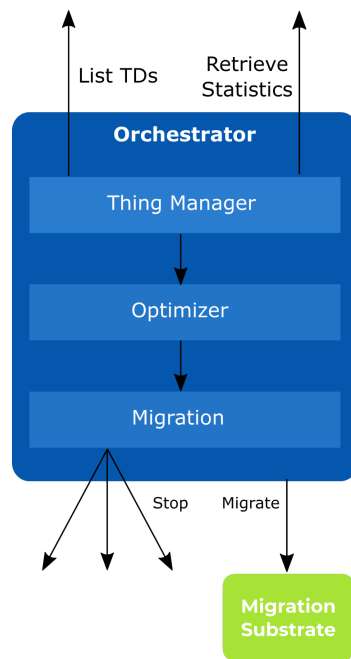 List TDs
Retrieve
Statistics
Orchestrator
Thing Manager
Optimizer
Migration
Stop
Migrate
Migration
Substrate